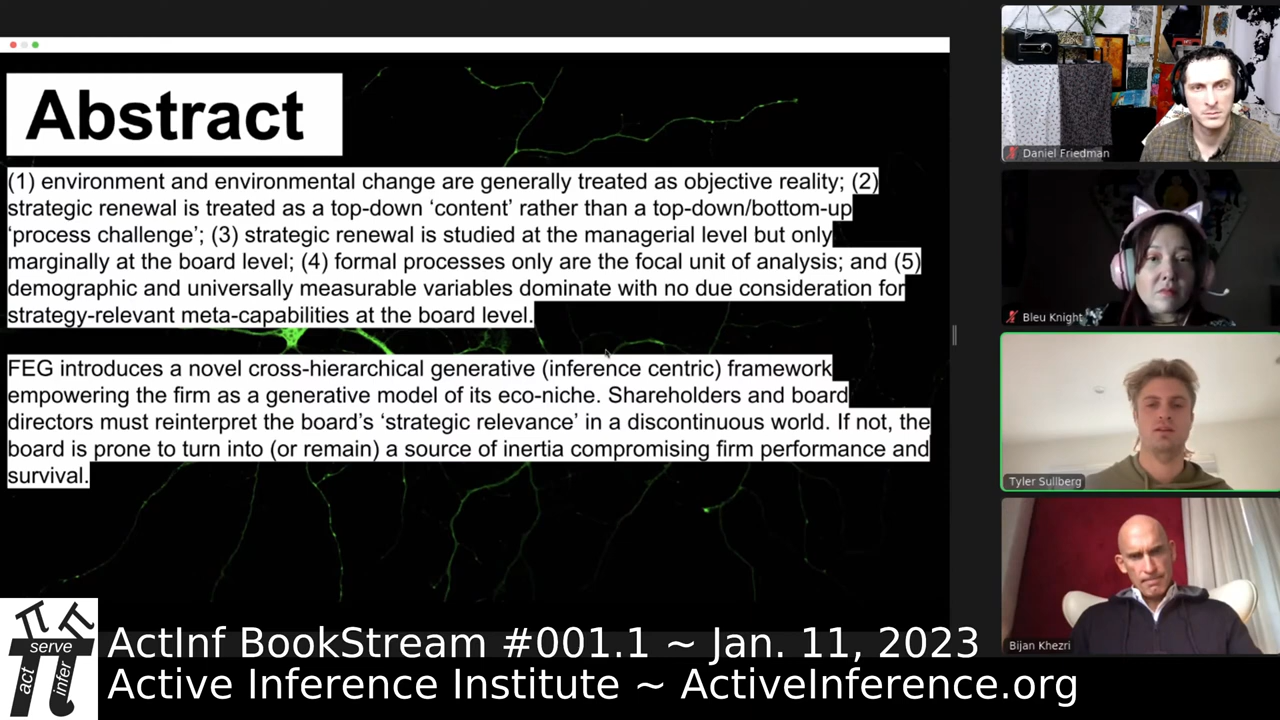 Abstract
(1) environment and environmental change are generally treated as objective reality; (2)
strategic renewal is treated as a top-down ‘content’ rather than a top-down/bottom-up
‘process challenge’; (3) strategic renewal is studied at the managerial level but only
marginally at the board level; (4) formal processes only are the focal unit of analysis; and (5)
demographic and universally measurable variables dominate with no due consideration for
strategy-relevant meta-capabilities at the board level.
FEG introduces a novel cross-hierarchical generative (inference centric) framework
empowering the firm as a generative model of its eco-niche. Shareholders and board
directors must reinterpret the board’s ‘strategic relevance’ in a discontinuous world. If not, the
board is prone to turn into (or remain) a source of inertia compromising firm performance and
survival.
Daniel Friedman
Bleu Knight
Tyler Sullberg
Bijan Khezri
serve
act
infer
ActInf BookStream #001.1 ~ Jan. 11, 2023
Active Inference Institute ~ ActiveInference.org